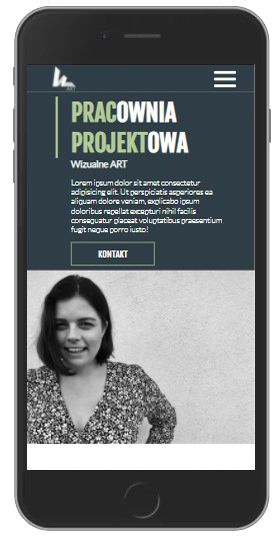 ART
PRACOWNIA
PROJEKTOWA
Wizualne ART
Lorem ipsum dolor sit amet consectetur
adipisicing elit. Ut perspiciatis asperiores ea
aliquam dolore veniam, explicabo ipsum
doloribus repellat excepturi nihil facilis
consequatur placeat voluptatibus praesentium
fugit neque porro iusto!
KONTAKT